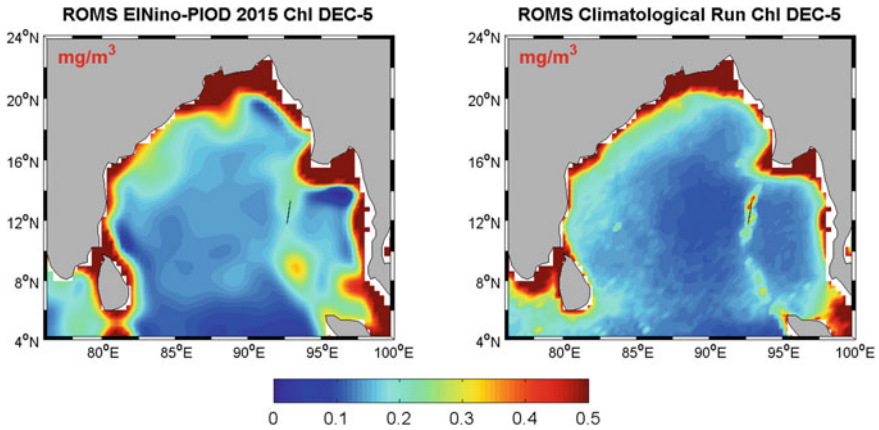 ROMS ElNino-PIOD 2015 Chl DEC-5
mg/m³
24°N
20°N
16°N
12°N
8°N
4°N
80°E
85°E
90°E
95°E
100°E
ROMS Climatological Run Chl DEC-5
mg/m³
24°N
20°N
16°N
12°N
8°N
4°N
80°E
85°E
90°E
95°E
100°E
0 0.1 0.2 0.3 0.4 0.5